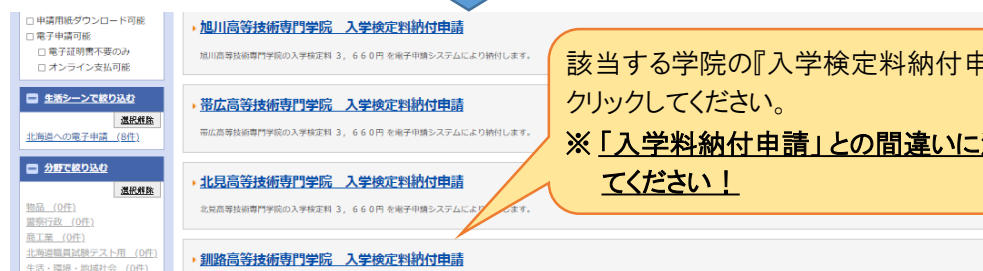 □ 申請用紙ダウンロード可能
□ 電子申請可能
□ 電子証明書不要のみ
□ オンライン支払可能
生活シーンで絞り込む
選択解除
北海道への電子申請 (8件)
分野で絞り込む
選択解除
物品 (0件)
警察行政 (0件)
商工業 (0件)
北海道職員試験テスト用 (0件)
生活・環境・地域社会 (0件)
旭川高等技術専門学院 入学検定料納付申請
旭川高等技術専門学院の入学検定料 3,660円 を電子申請システムにより納付します。
帯広高等技術専門学院 入学検定料納付申請
帯広高等技術専門学院の入学検定料 3,660円 を電子申請システムにより納付します。
北見高等技術専門学院 入学検定料納付申請
北見高等技術専門学院の入学検定料 3,660円 を電子申請システムにより納付します。
釧路高等技術専門学院 入学検定料納付申請
該当する学院の『入学検定料納付申
クリックしてください。
※「入学料納付申請」との間違いに
てください！